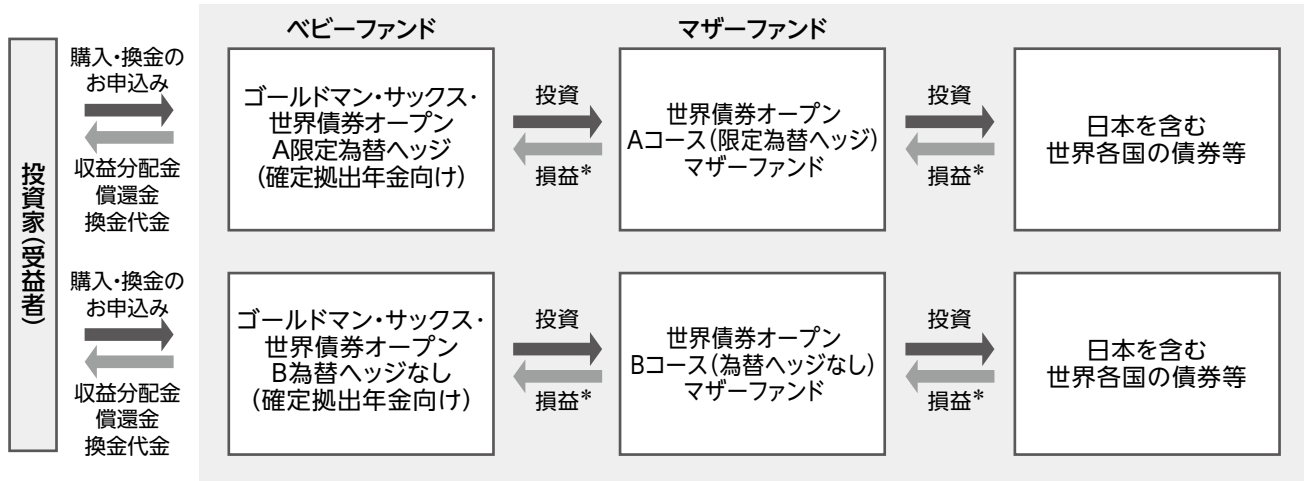 ベビーファンド
マザーファンド
投資家(受益者)
購入・換金の
お申込み
収益分配金
償還金
換金代金
ゴールドマン・サックス・
世界債券オープン
A限定為替ヘッジ
(確定拠出年金向け)
投資
損益*
世界債券オープン
Aコース(限定為替ヘッジ)
マザーファンド
投資
損益*
日本を含む
世界各国の債券等
購入・換金の
お申込み
収益分配金
償還金
換金代金
ゴールドマン・サックス・
世界債券オープン
B為替ヘッジなし
(確定拠出年金向け)
投資
損益*
世界債券オープン
Bコース(為替ヘッジなし)
マザーファンド
投資
損益*
日本を含む
世界各国の債券等